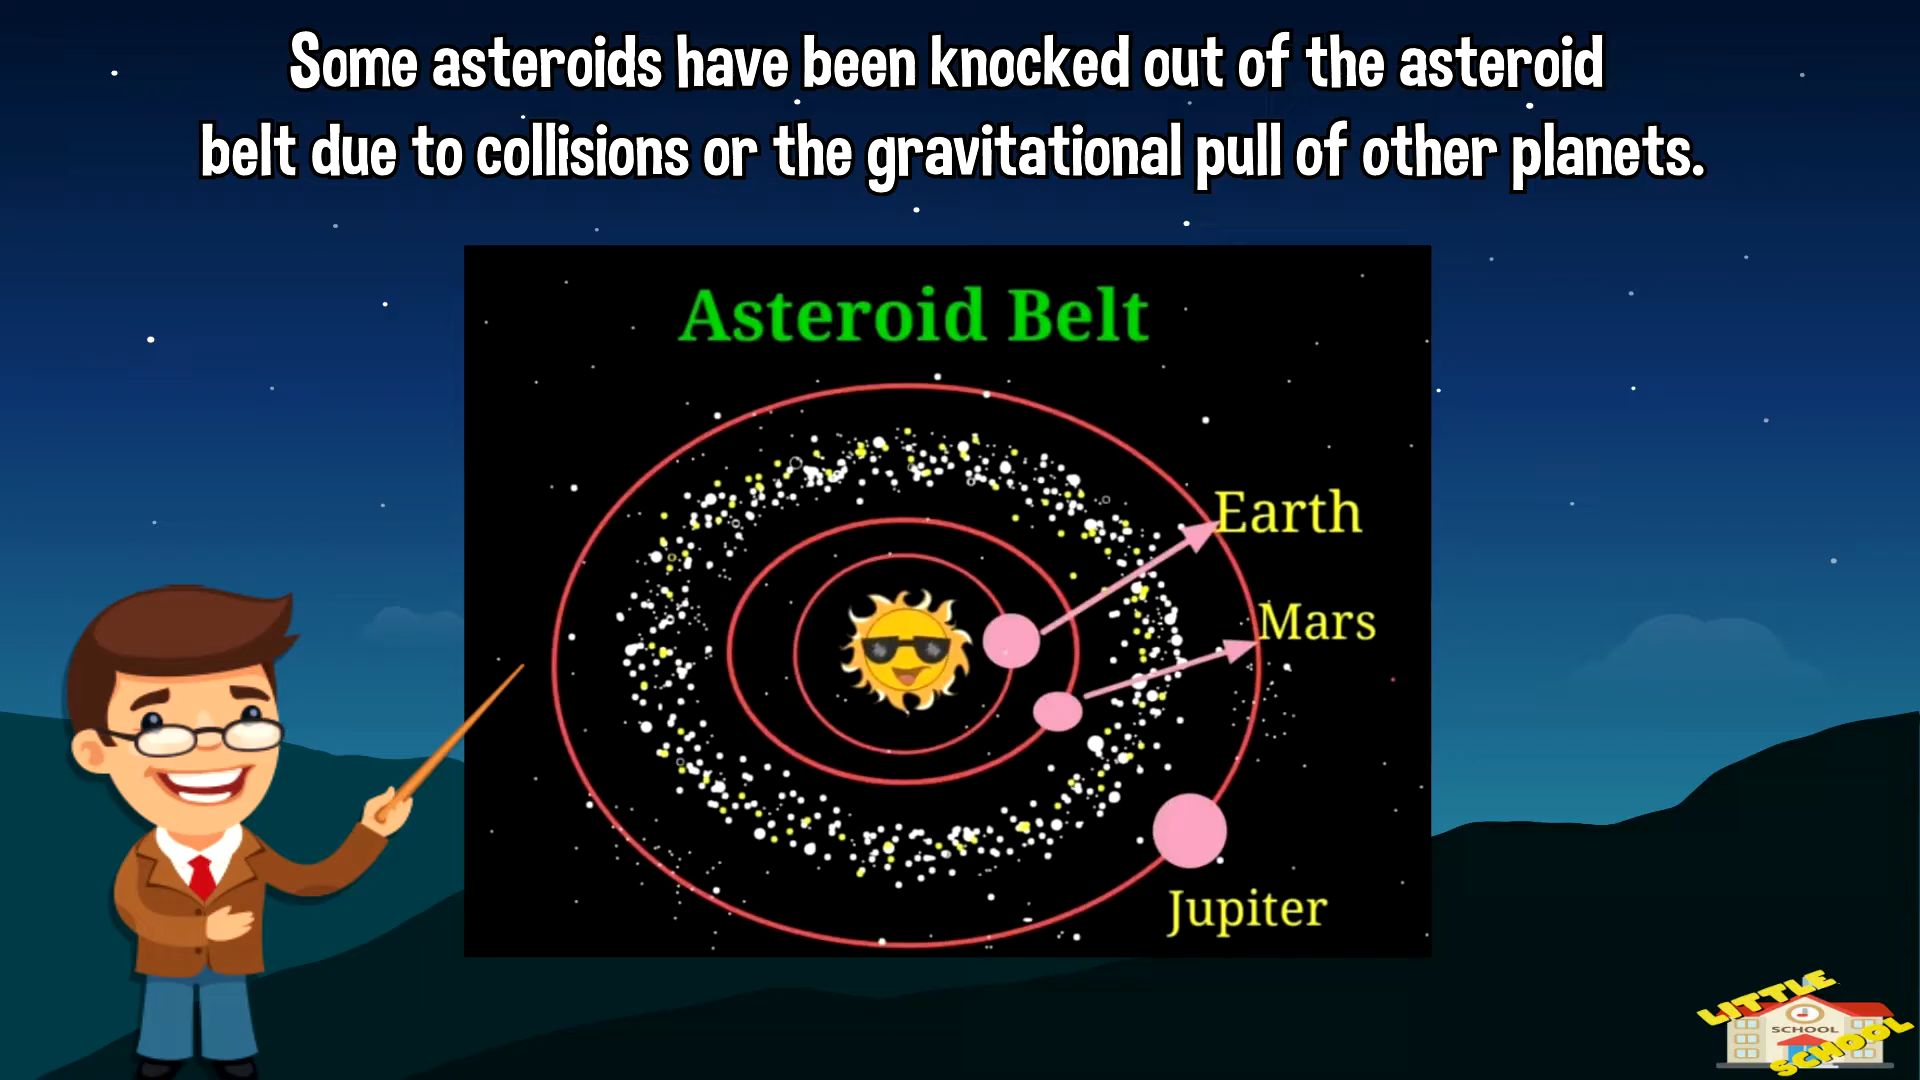 Some asteroids have been knocked out of the asteroid
belt due to collisions or the gravitational pull of other planets.
Asteroid Belt
Earth
Mars
Jupiter
LITTLE
SCHOOL
SCHOOL